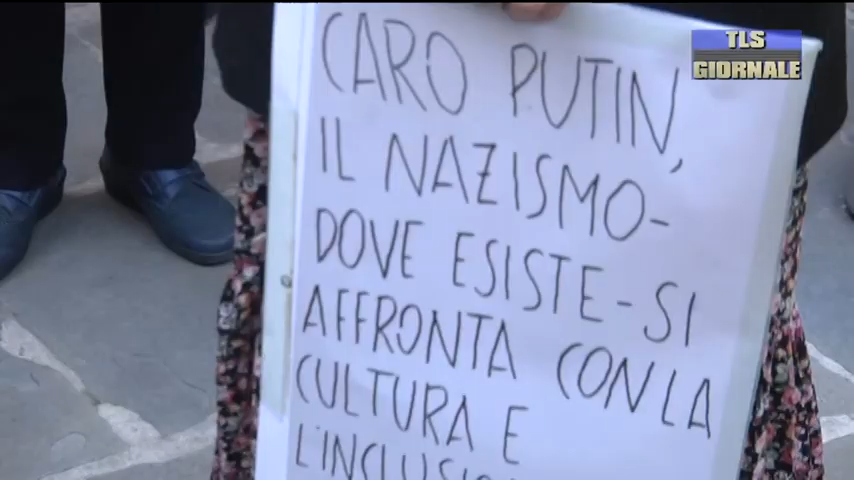 TLS
GIORNALE
CARO PUTIN,
IL NAZISMO-
DOVE ESISTE-SI
AFFRONTA CON LA
CULTURA E